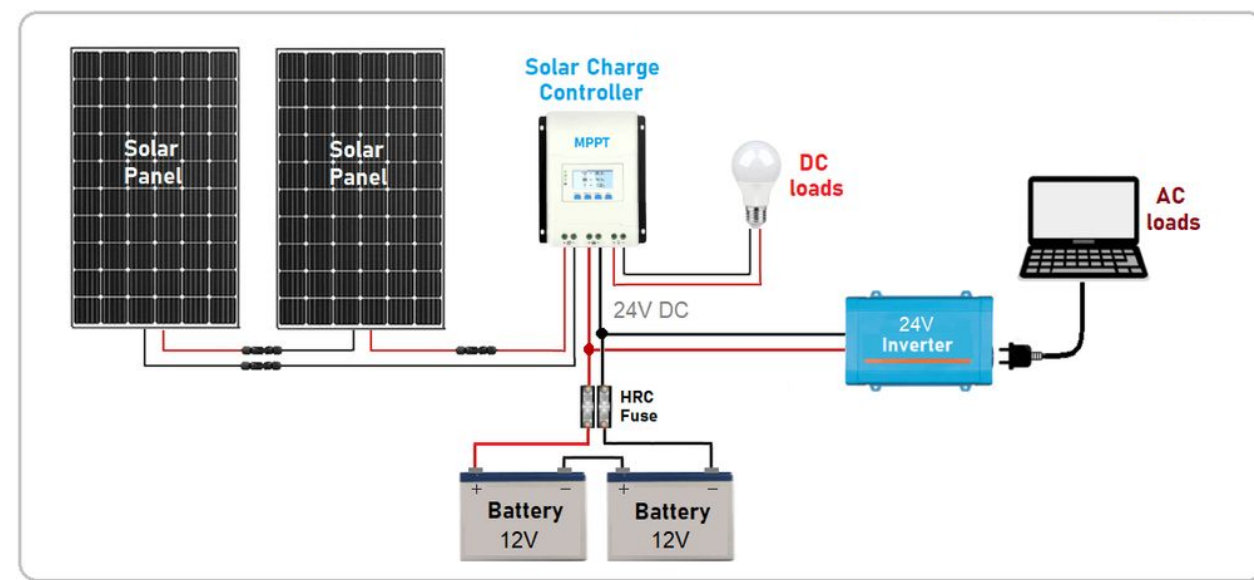 Solar
Panel
Solar
Panel
Solar Charge
Controller
MPPT
DC
loads
AC
loads
24V DC
24V
Inverter
HRC
Fuse
+
−
+
−
Battery
12V
Battery
12V